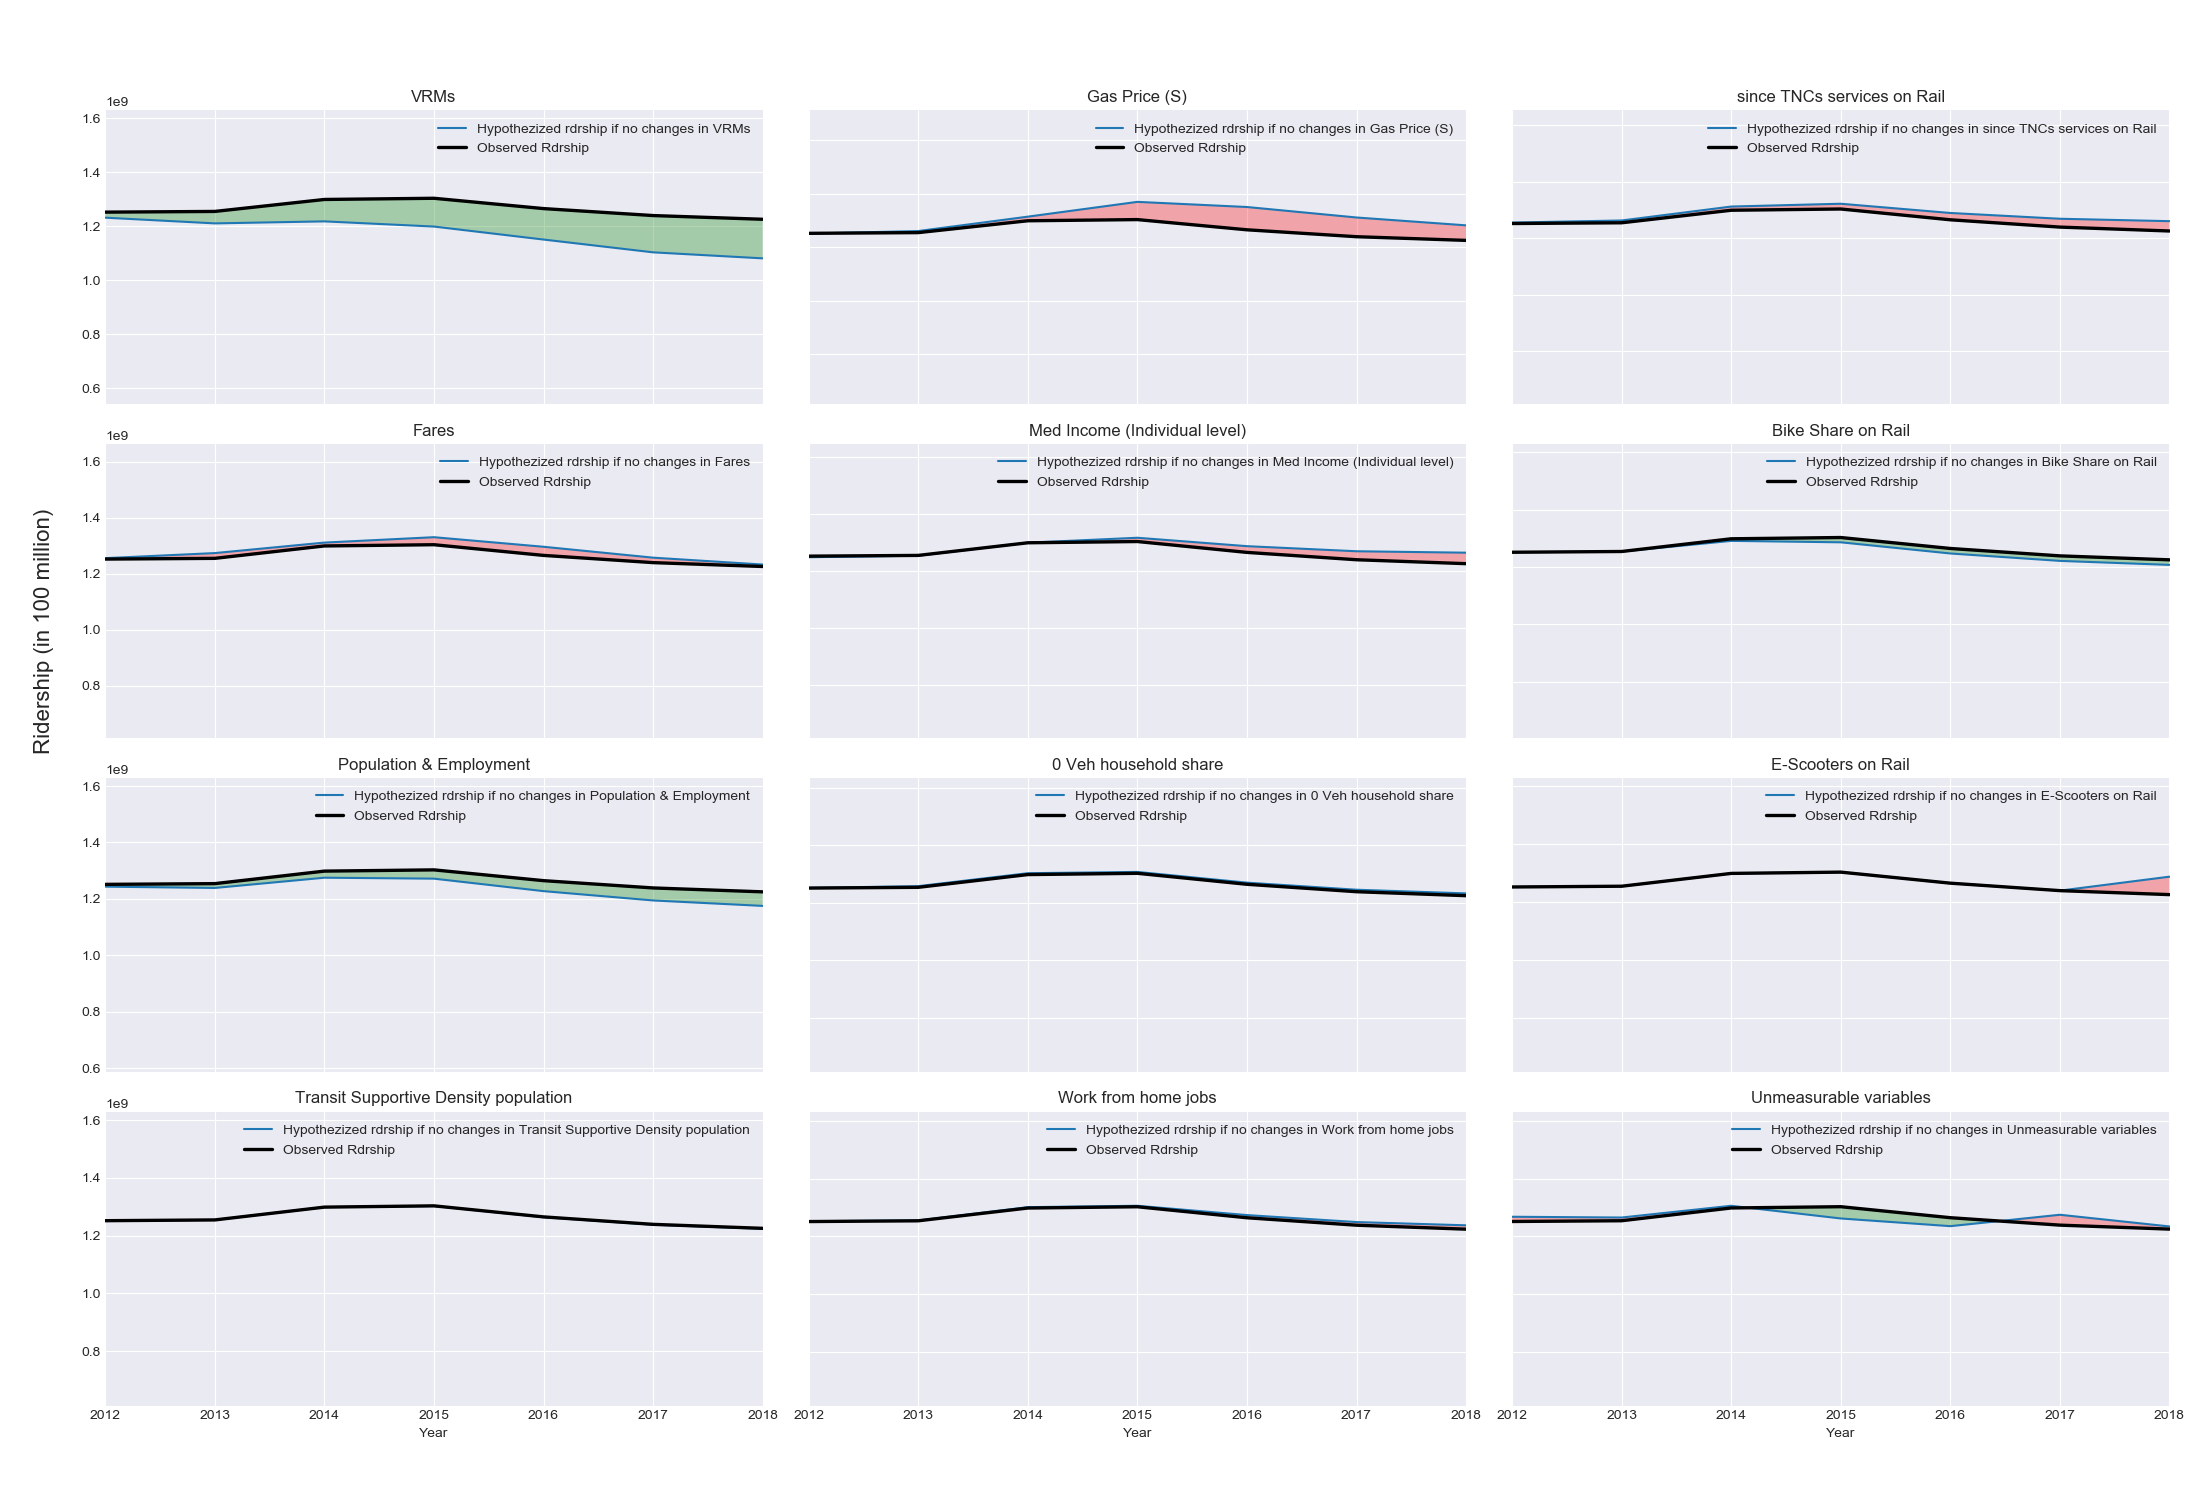 Ridership (in 100 million)
VRMs
1e9
Hypothezized rdrship if no changes in VRMs
Observed Rdrship
1.6
1.4
1.2
1.0
0.8
0.6
Gas Price (S)
Hypothezized rdrship if no changes in Gas Price (S)
Observed Rdrship
since TNCs services on Rail
Hypothezized rdrship if no changes in since TNCs services on Rail
Observed Rdrship
Fares
1e9
Hypothezized rdrship if no changes in Fares
Observed Rdrship
1.6
1.4
1.2
1.0
0.8
Med Income (Individual level)
Hypothezized rdrship if no changes in Med Income (Individual level)
Observed Rdrship
Bike Share on Rail
Hypothezized rdrship if no changes in Bike Share on Rail
Observed Rdrship
Population & Employment
1e9
Hypothezized rdrship if no changes in Population & Employment
Observed Rdrship
1.6
1.4
1.2
1.0
0.8
0.6
0 Veh household share
Hypothezized rdrship if no changes in 0 Veh household share
Observed Rdrship
E-Scooters on Rail
Hypothezized rdrship if no changes in E-Scooters on Rail
Observed Rdrship
Transit Supportive Density population
1e9
Hypothezized rdrship if no changes in Transit Supportive Density population
Observed Rdrship
1.6
1.4
1.2
1.0
0.8
2012 2013 2014 2015 2016 2017 2018
Year
Work from home jobs
Hypothezized rdrship if no changes in Work from home jobs
Observed Rdrship
2012 2013 2014 2015 2016 2017 2018
Year
Unmeasurable variables
Hypothezized rdrship if no changes in Unmeasurable variables
Observed Rdrship
2012 2013 2014 2015 2016 2017 2018
Year